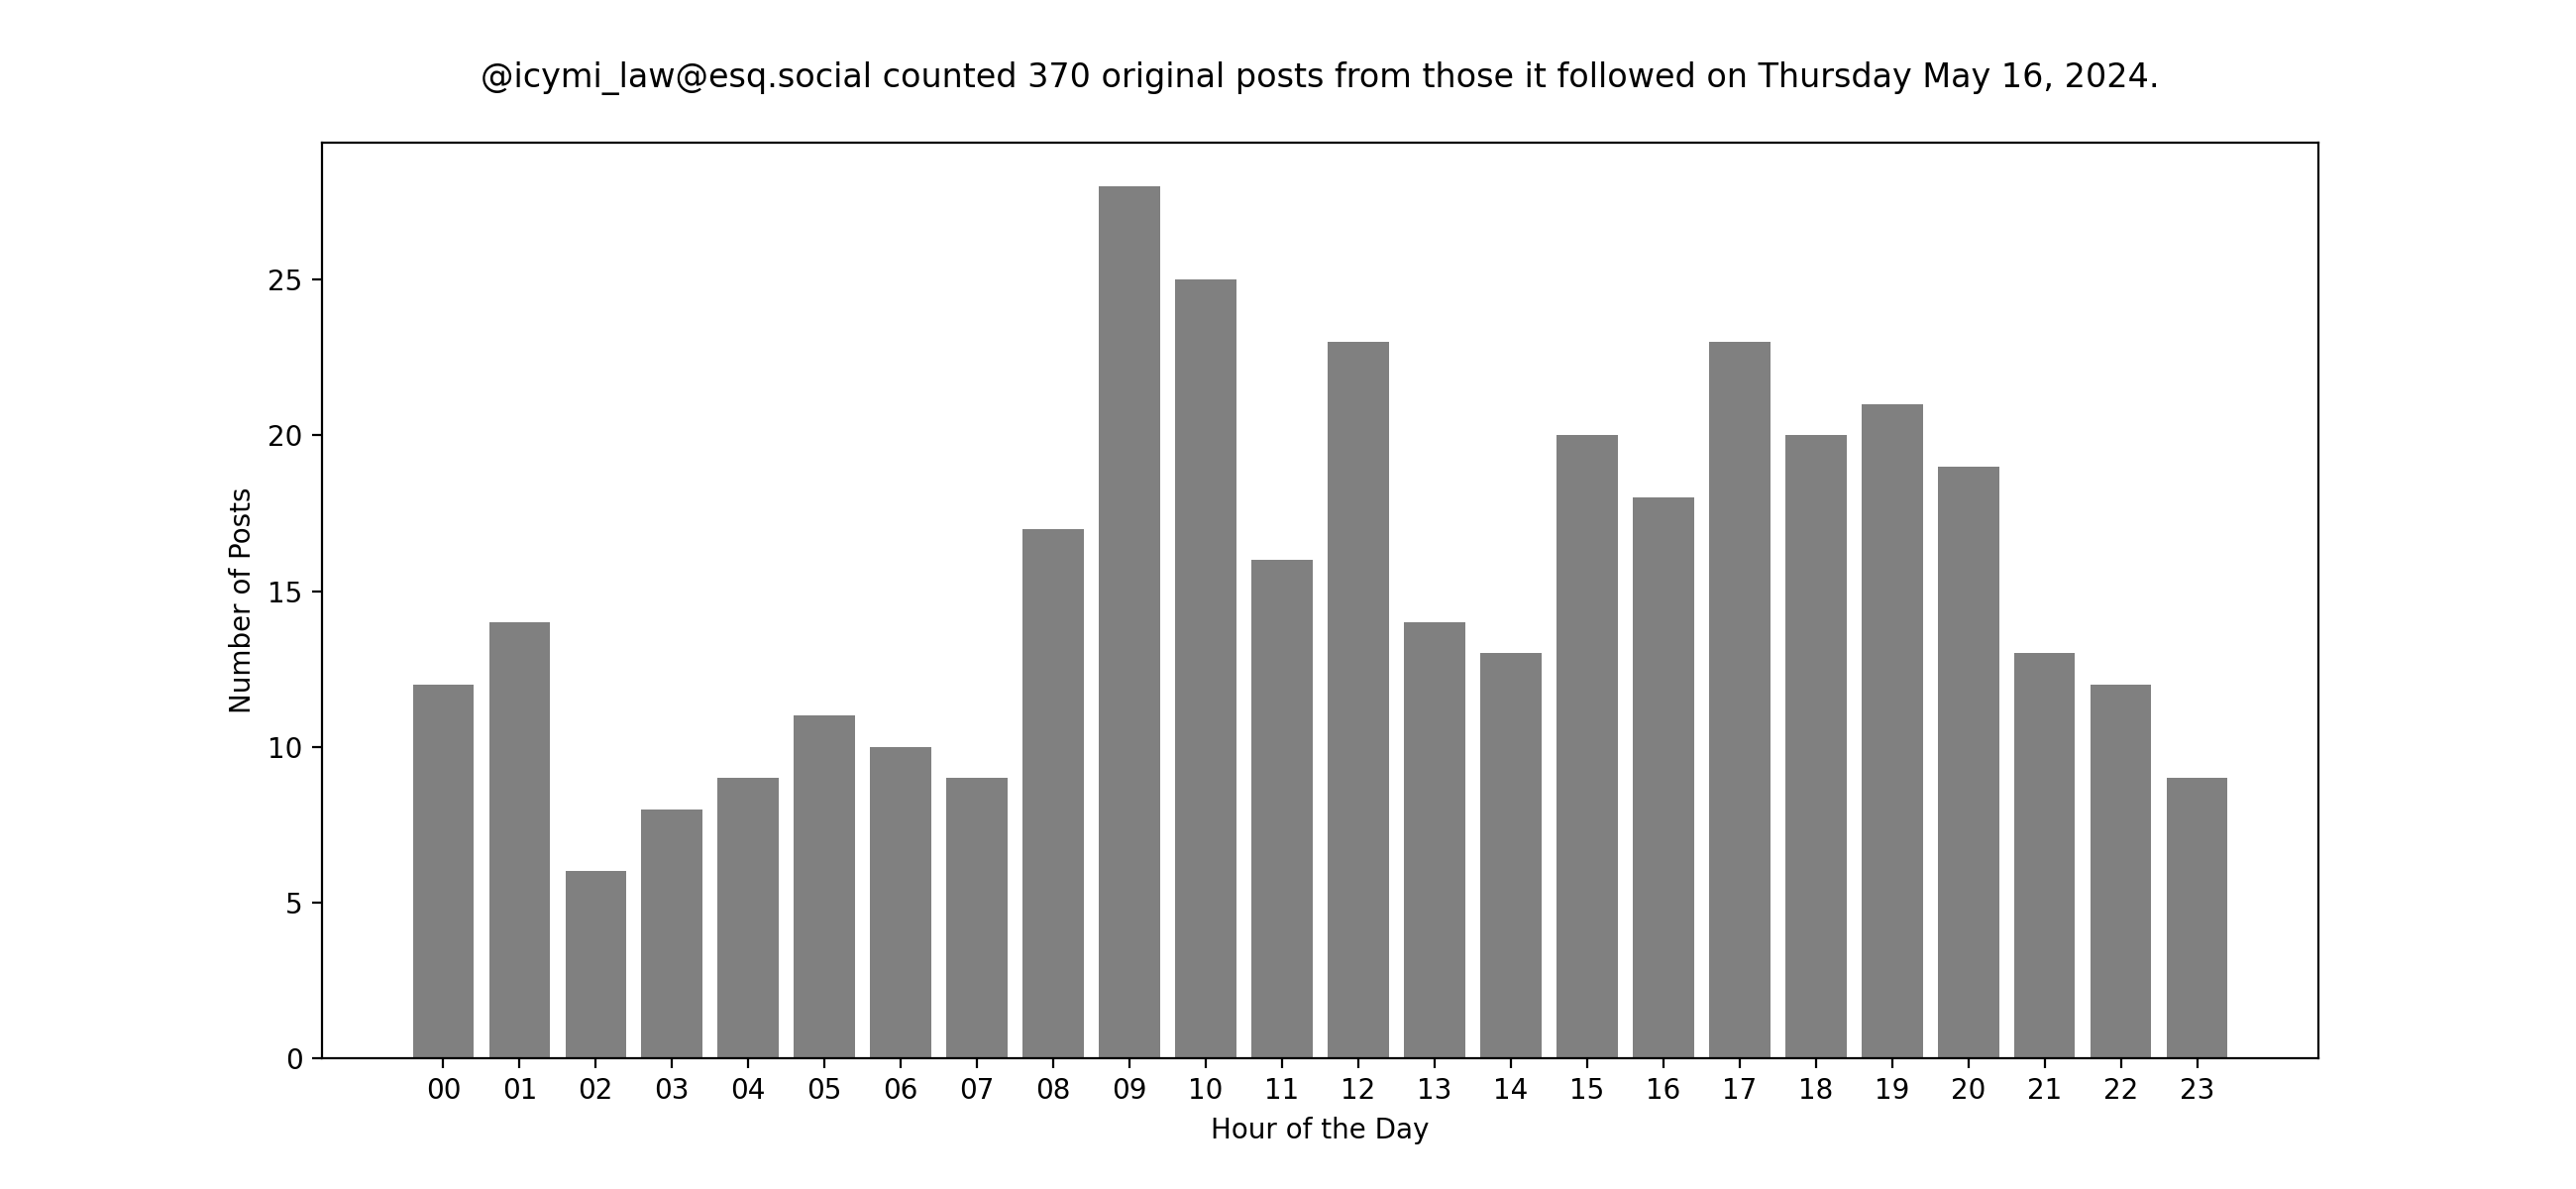 @icymi_law@esq.social counted 370 original posts from those it followed on Thursday May 16, 2024.
25
20
15
10
5
0
Number of Posts
00 01 02 03 04 05 06 07 08 09 10 11 12 13 14 15 16 17 18 19 20 21 22 23
Hour of the Day